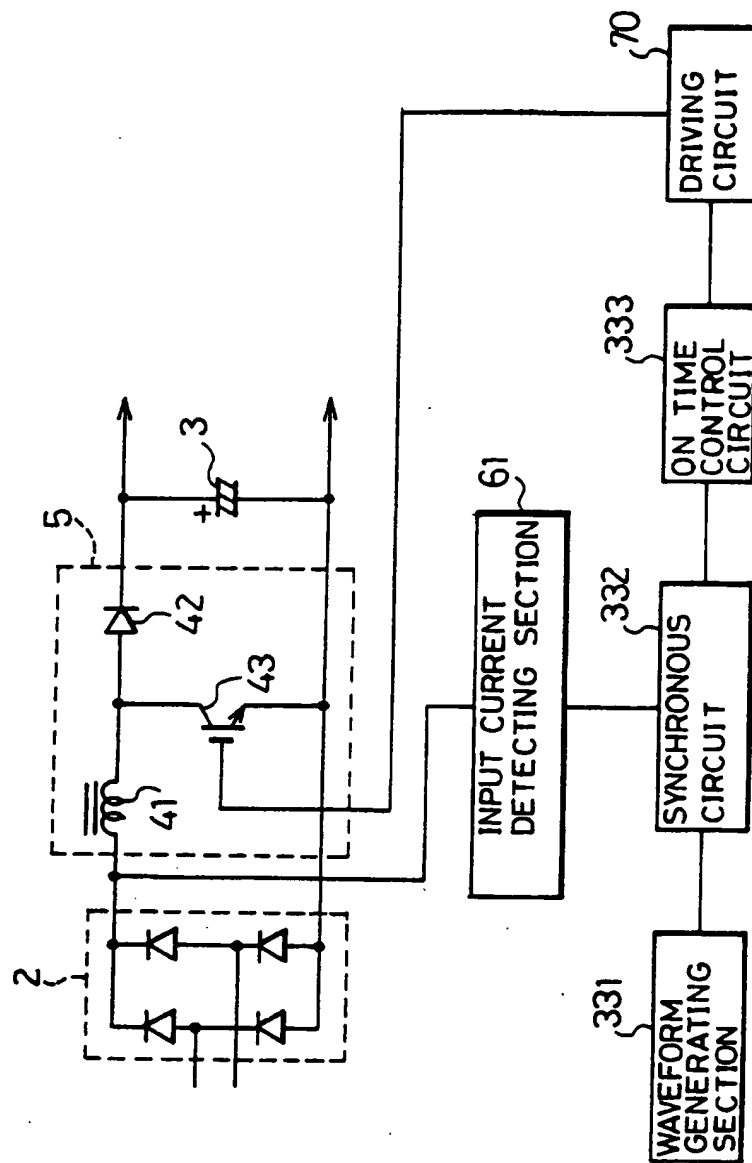 2
5
41
42
43
+
3
61
INPUT CURRENT
DETECTING SECTION
331
WAVEFORM
GENERATING
SECTION
332
SYNCHRONOUS
CIRCUIT
333
ON TIME
CONTROL
CIRCUIT
70
DRIVING
CIRCUIT